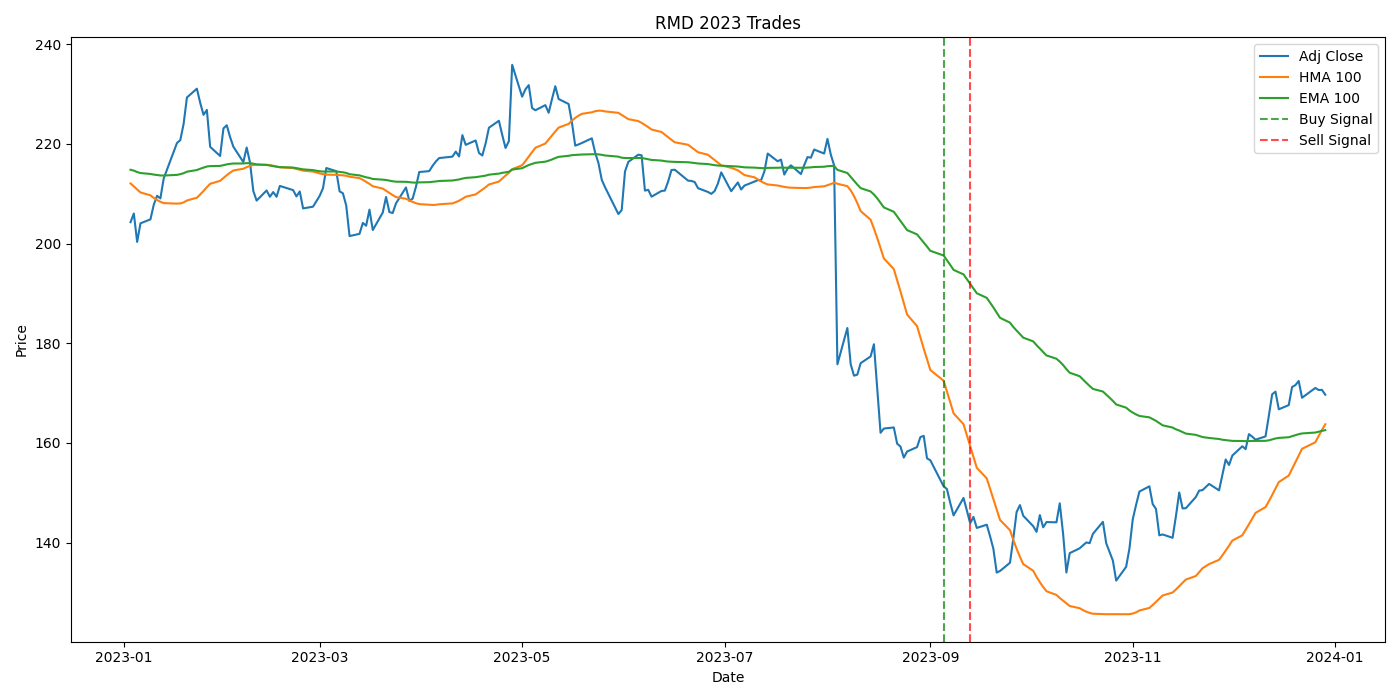 RMD 2023 Trades
Price
240
220
200
180
160
140
Adj Close
HMA 100
EMA 100
Buy Signal
Sell Signal
2023-01
2023-03
2023-05
2023-07
2023-09
2023-11
2024-01
Date